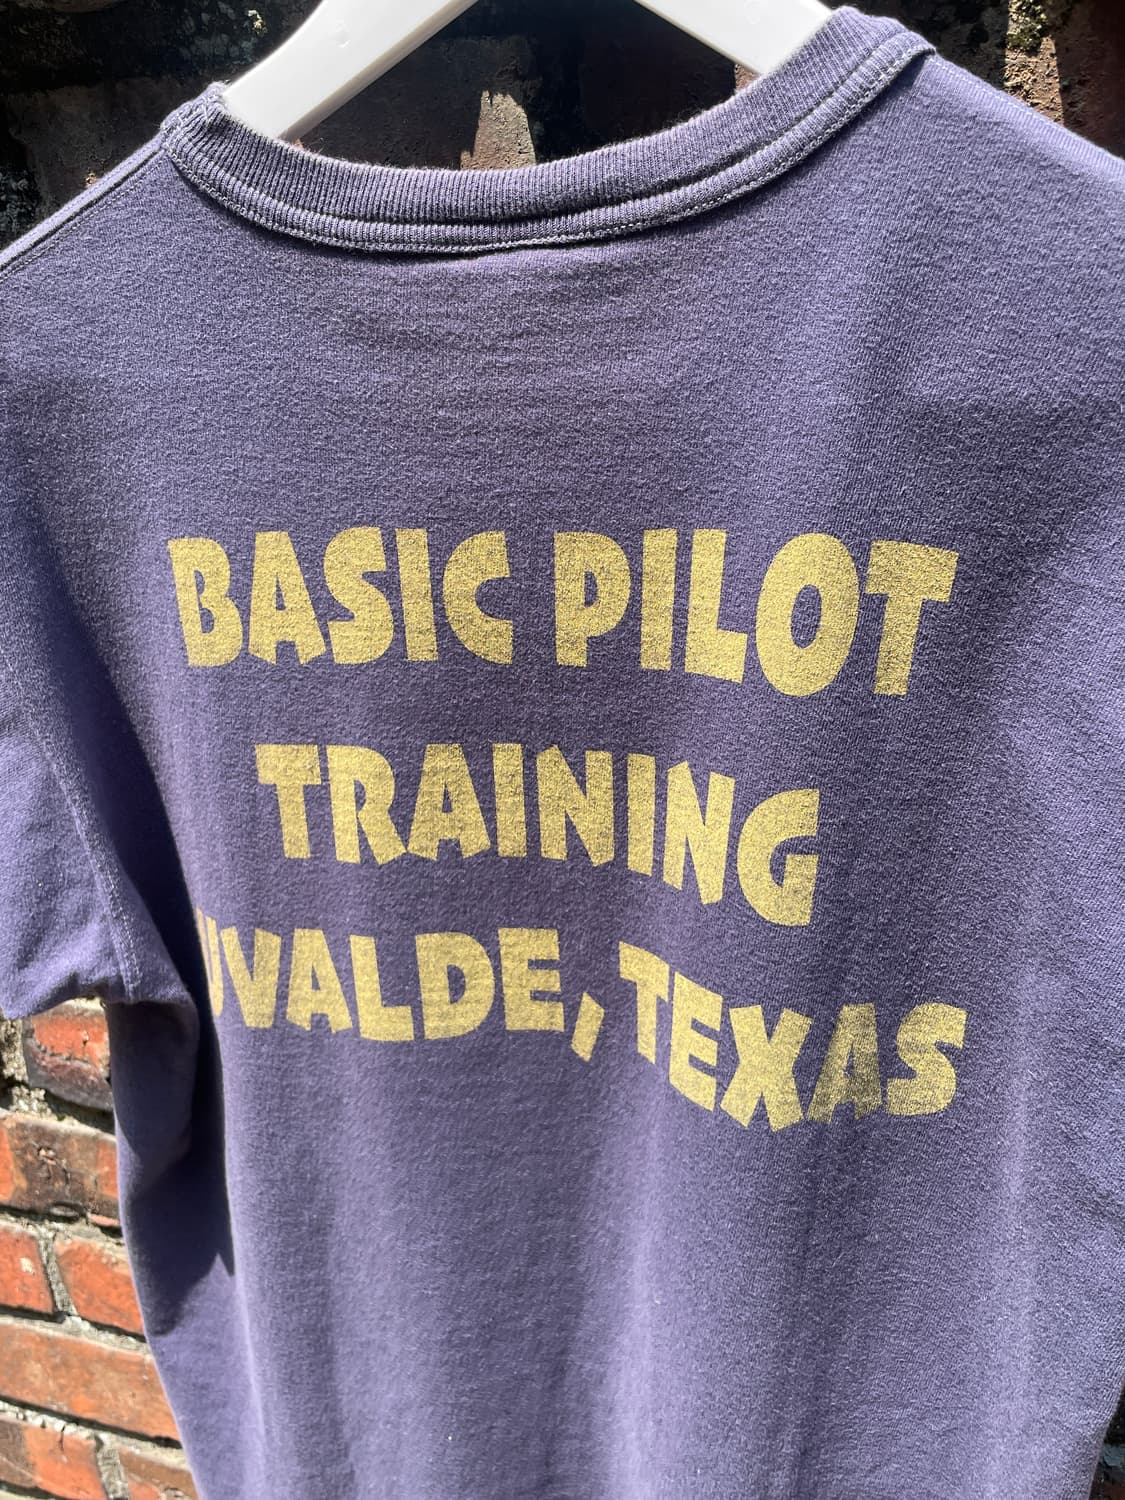 BASIC PILOT
TRAINING
UVALDE, TEXAS